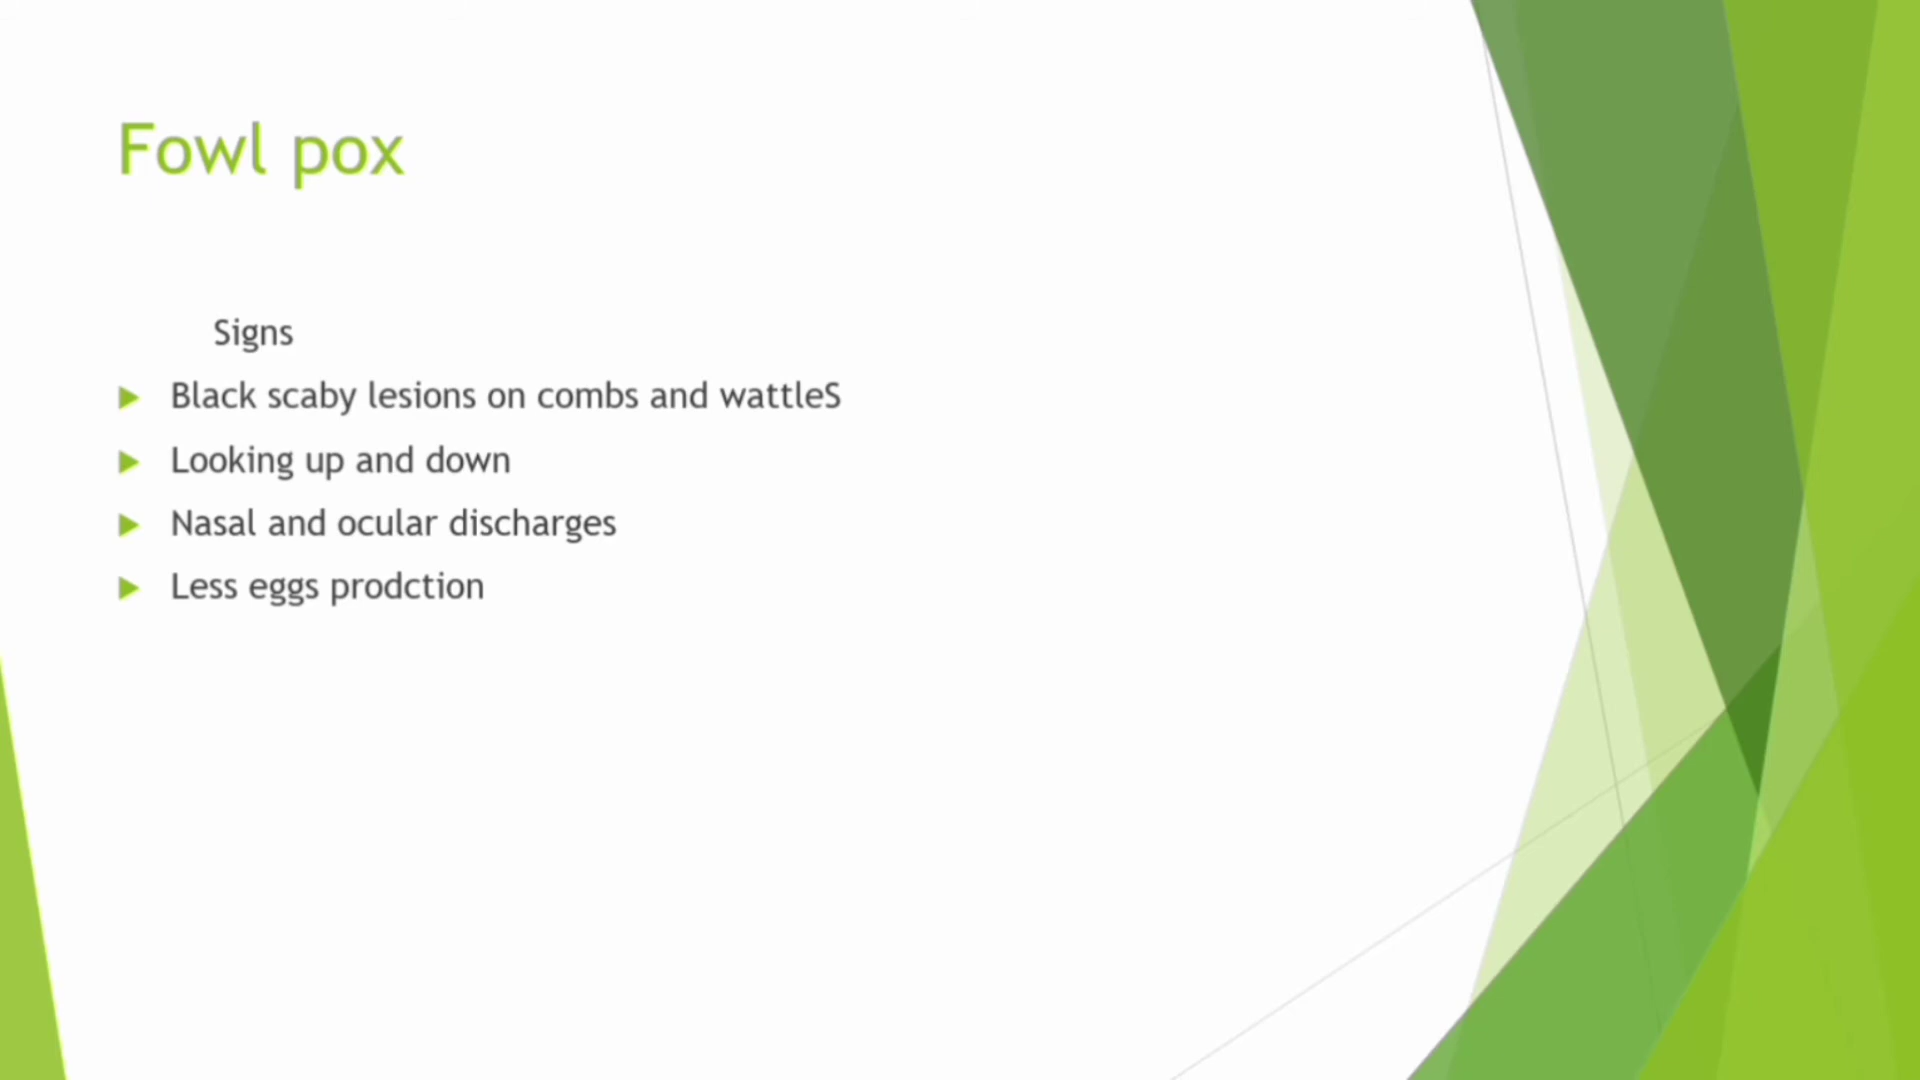 Fowl pox
Signs
Black scaby lesions on combs and wattleS
Looking up and down
Nasal and ocular discharges
Less eggs prodction